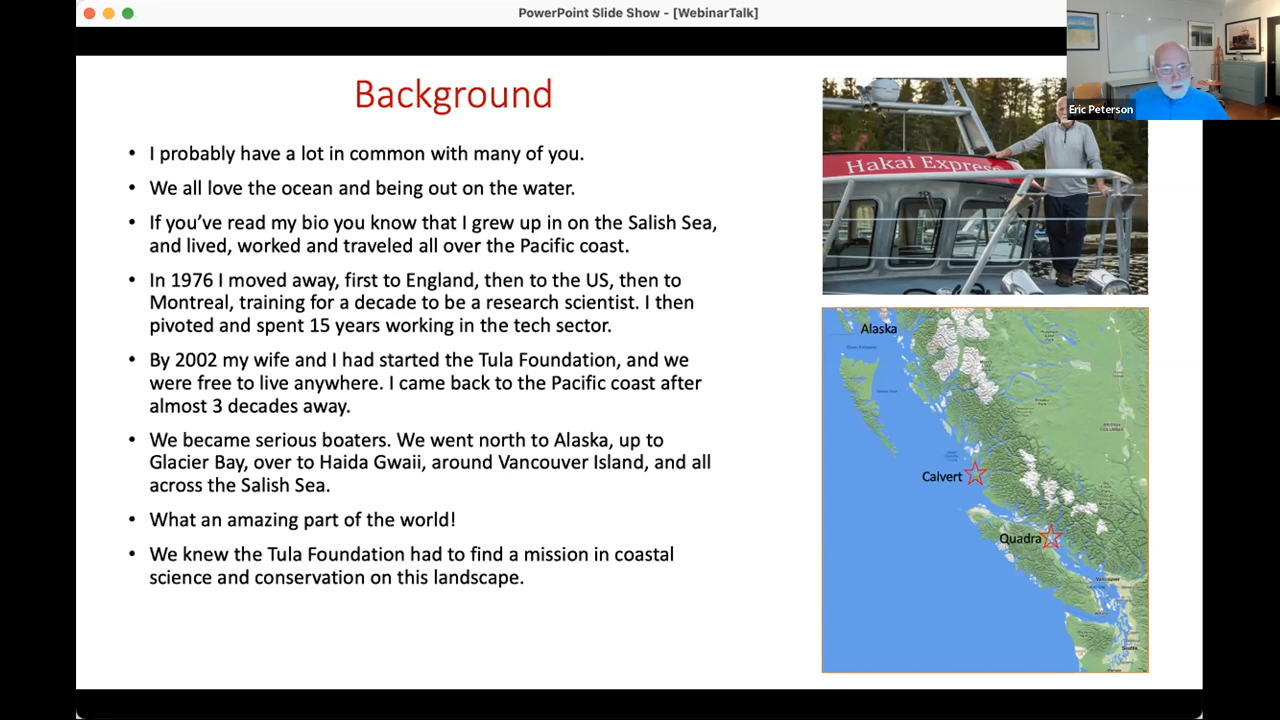 PowerPoint Slide Show - [WebinarTalk]
Eric Peterson
Background
• I probably have a lot in common with many of you.
• We all love the ocean and being out on the water.
• If you've read my bio you know that I grew up in on the Salish Sea,
and lived, worked and traveled all over the Pacific coast.
• In 1976 I moved away, first to England, then to the US, then to
Montreal, training for a decade to be a research scientist. I then
pivoted and spent 15 years working in the tech sector.
• By 2002 my wife and I had started the Tula Foundation, and we
were free to live anywhere. I came back to the Pacific coast after
almost 3 decades away.
• We became serious boaters. We went north to Alaska, up to
Glacier Bay, over to Haida Gwaii, around Vancouver Island, and all
across the Salish Sea.
• What an amazing part of the world!
• We knew the Tula Foundation had to find a mission in coastal
science and conservation on this landscape.
Hakai Express
Alaska
Calvert
Quadra
Vancouver
Seattle